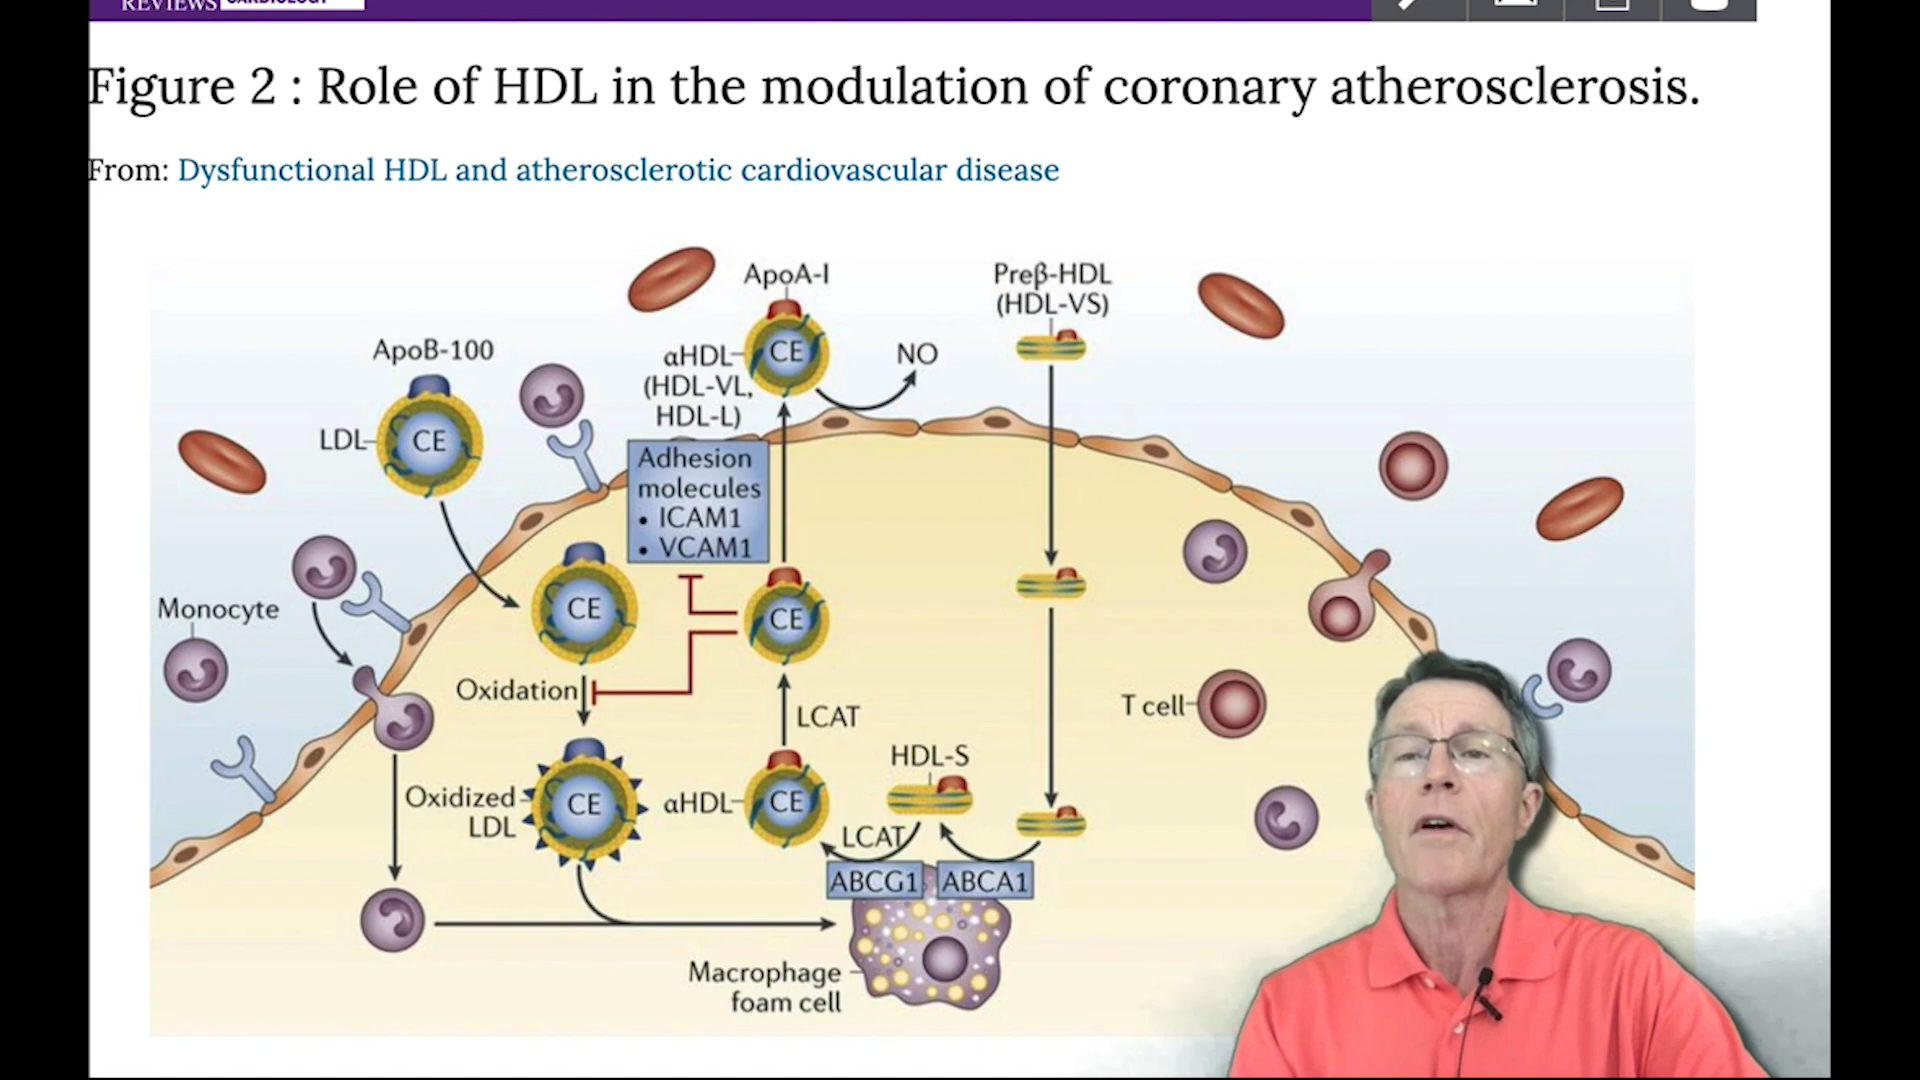 REVIEWS CARDIOLOGY
Figure 2 : Role of HDL in the modulation of coronary atherosclerosis.
From: Dysfunctional HDL and atherosclerotic cardiovascular disease
ApoA-I
Preβ-HDL
(HDL-VS)
ApoB-100
αHDL
(HDL-VL,
HDL-L)
CE
NO
LDL
CE
Adhesion
molecules
• ICAM1
• VCAM1
Monocyte
CE
CE
Oxidation
LCAT
T cell
HDL-S
Oxidized
LDL
CE
αHDL
CE
LCAT
ABCG1
ABCA1
Macrophage
foam cell